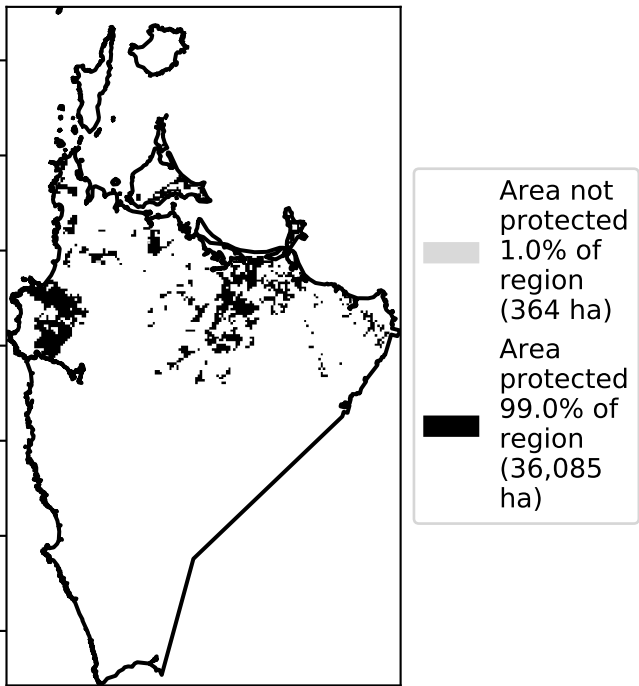 Area not
protected
1.0% of
region
(364 ha)
Area
protected
99.0% of
region
(36,085
ha)